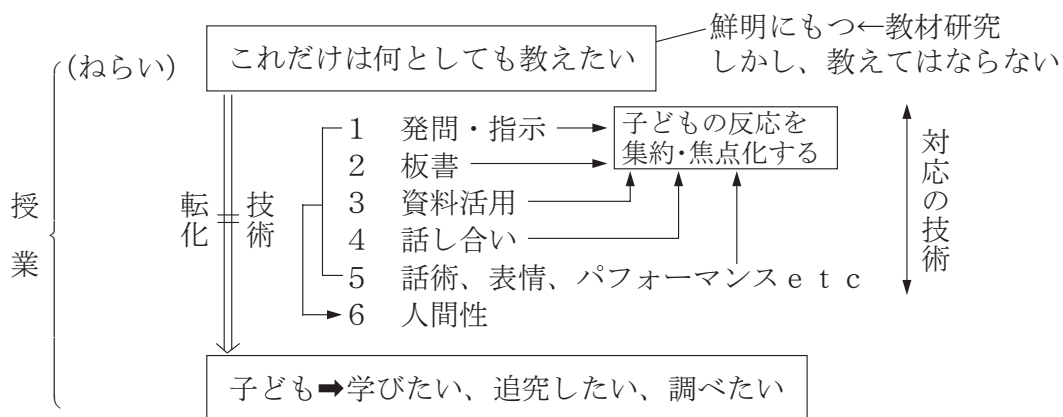 鮮明にもつ←教材研究
しかし、教えてはならない
(ねらい)
これだけは何としても教えたい
授業
転化
技術
1 発問・指示
2 板書
3 資料活用
4 話し合い
5 話術、表情、パフォーマンスｅｔｃ
6 人間性
子どもの反応を
集約・焦点化する
対応の技術
子ども➡学びたい、追究したい、調べたい